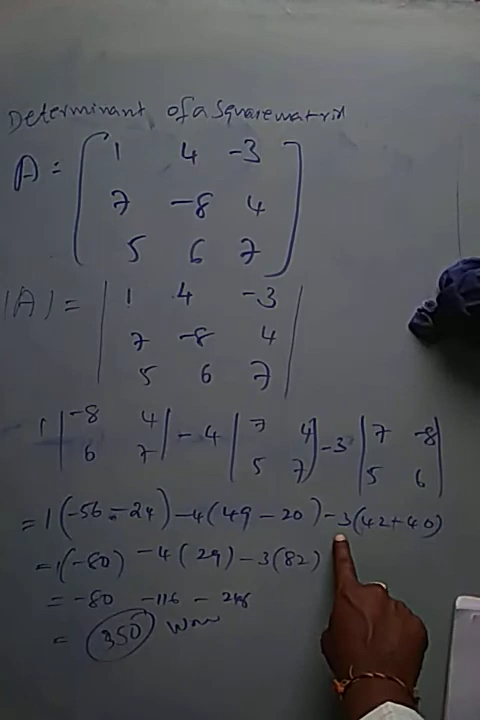 Determinant of a Square matrix
A = [ 1 4 -3
7 -8 4
5 6 7 ]
|A| = | 1 4 -3
7 -8 4
5 6 7 |
1 | -8 4 | - 4 | 7 4 | -3 | 7 -8 |
| 6 7 | | 5 7 | | 5 6 |
= 1(-56 - 24) - 4(49 - 20) - 3(42 + 40)
= 1(-80) - 4(29) - 3(82)
= -80 -116 -
= 350